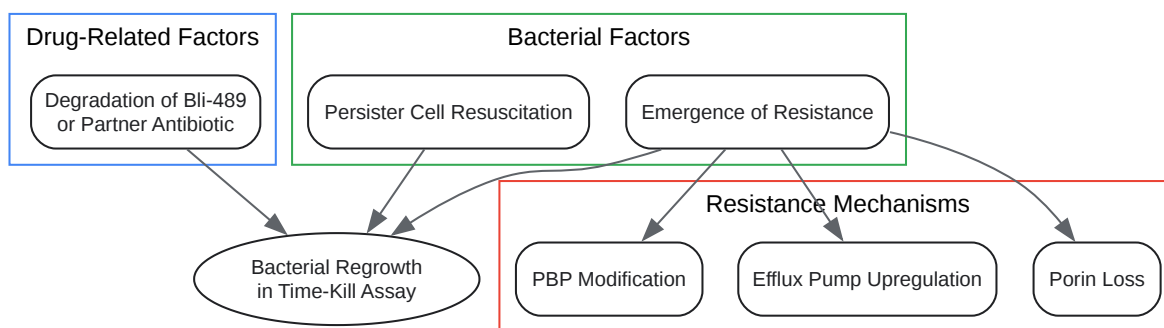 Drug-Related Factors
Bacterial Factors
Degradation of Bli-489
or Partner Antibiotic
Persister Cell Resuscitation
Emergence of Resistance
Resistance Mechanisms
Bacterial Regrowth
in Time-Kill Assay
PBP Modification
Efflux Pump Upregulation
Porin Loss